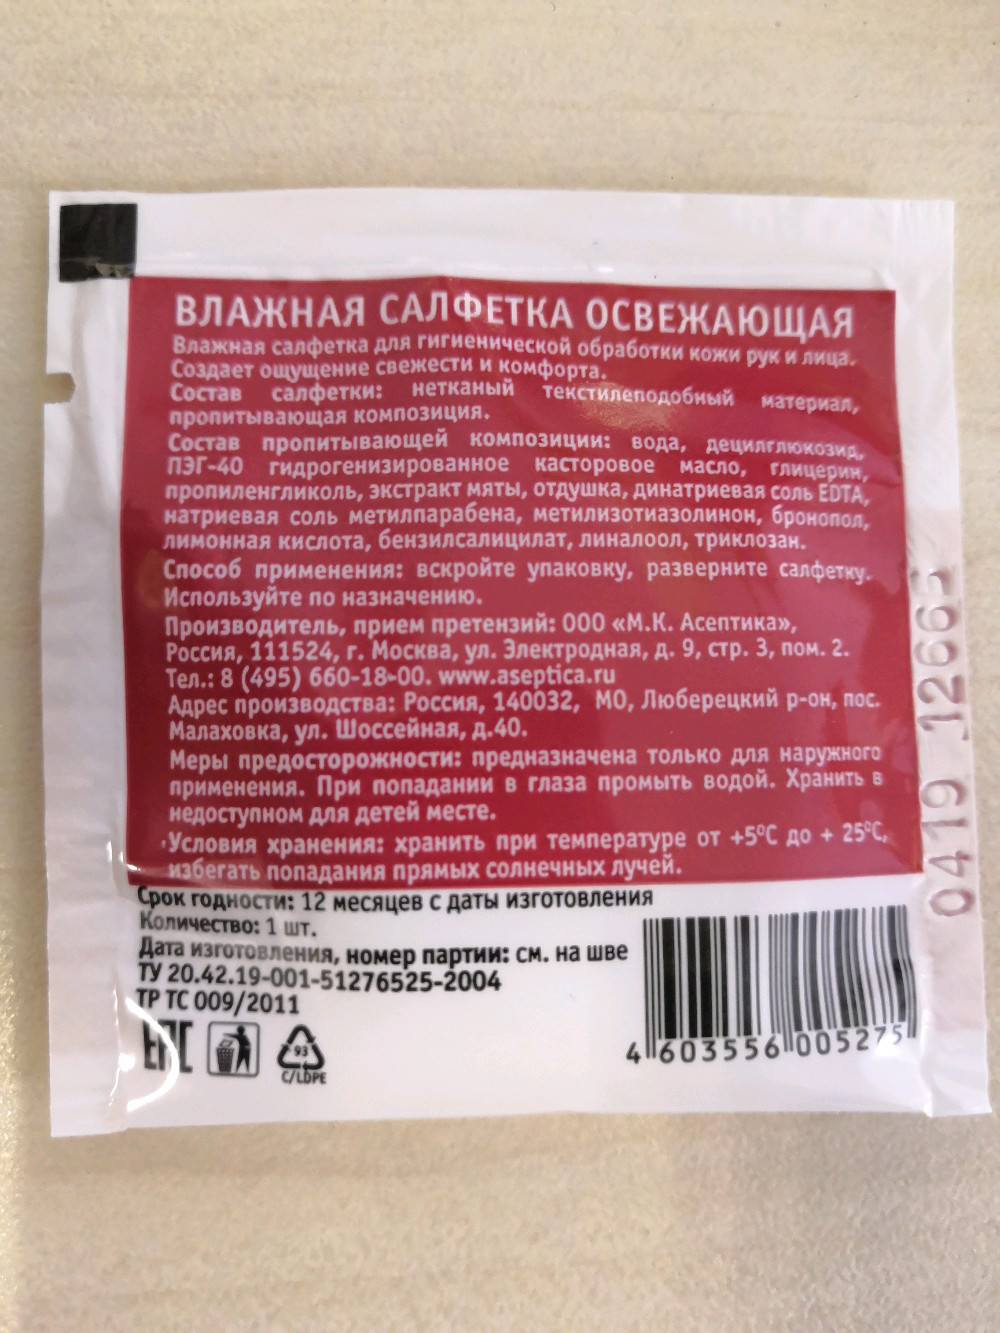 ВЛАЖНАЯ САЛФЕТКА ОСВЕЖАЮЩАЯ
Влажная салфетка для гигиенической обработки кожи рук и лица.
Создает ощущение свежести и комфорта.
Состав салфетки: нетканый текстилеподобный материал,
пропитывающая композиция.
Состав пропитывающей композиции: вода, децилглюкозид,
ПЭГ-40 гидрогенизированное касторовое масло, глицерин,
пропиленгликоль, экстракт мяты, отдушка, динатриевая соль EDTA,
натриевая соль метилпарабена, метилизотиазолинон, бронопол,
лимонная кислота, бензилсалицилат, линалоол, триклозан.
Способ применения: вскройте упаковку, разверните салфетку.
Используйте по назначению.
Производитель, прием претензий: ООО «М.К. Асептика»,
Россия, 111524, г. Москва, ул. Электродная, д. 9, стр. 3, пом. 2.
Тел.: 8 (495) 660-18-00. www.aseptica.ru
Адрес производства: Россия, 140032, МО, Люберецкий р-он, пос.
Малаховка, ул. Шоссейная, д.40.
Меры предосторожности: предназначена только для наружного
применения. При попадании в глаза промыть водой. Хранить в
недоступном для детей месте.
Условия хранения: хранить при температуре от +5°С до + 25°С,
избегать попадания прямых солнечных лучей.
Срок годности: 12 месяцев с даты изготовления
Количество: 1 шт.
Дата изготовления, номер партии: см. на шве
ТУ 20.42.19-001-51276525-2004
ТР ТС 009/2011
EAC
93
C/LDPE
4 603556 005275
0419